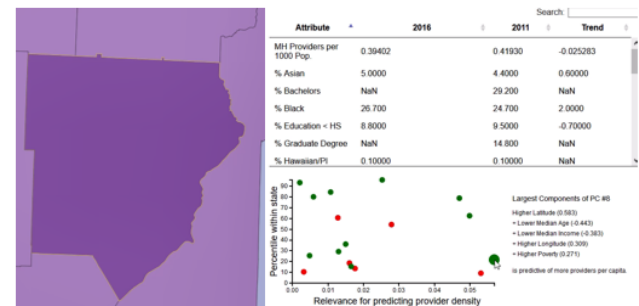 Search:
Attribute 2016 2011 Trend
MH Providers per
1000 Pop. 0.39402 0.41930 -0.025283
% Asian 5.0000 4.4000 0.60000
% Bachelors NaN 29.200 NaN
% Black 26.700 24.700 2.0000
% Education < HS 8.8000 9.5000 -0.70000
% Graduate Degree NaN 14.800 NaN
% Hawaiian/PI 0.10000 0.10000 NaN
Percentile within state
90
80
70
60
50
40
30
20
10
0
0.00 0.01 0.02 0.03 0.04 0.05
Relevance for predicting provider density
Largest Components of PC #6
Higher Latitude (0.583)
+ Lower Median Age (-0.443)
+ Lower Median Income (-0.383)
+ Higher Longitude (0.309)
+ Higher Poverty (0.271)
is predictive of more providers per capita.